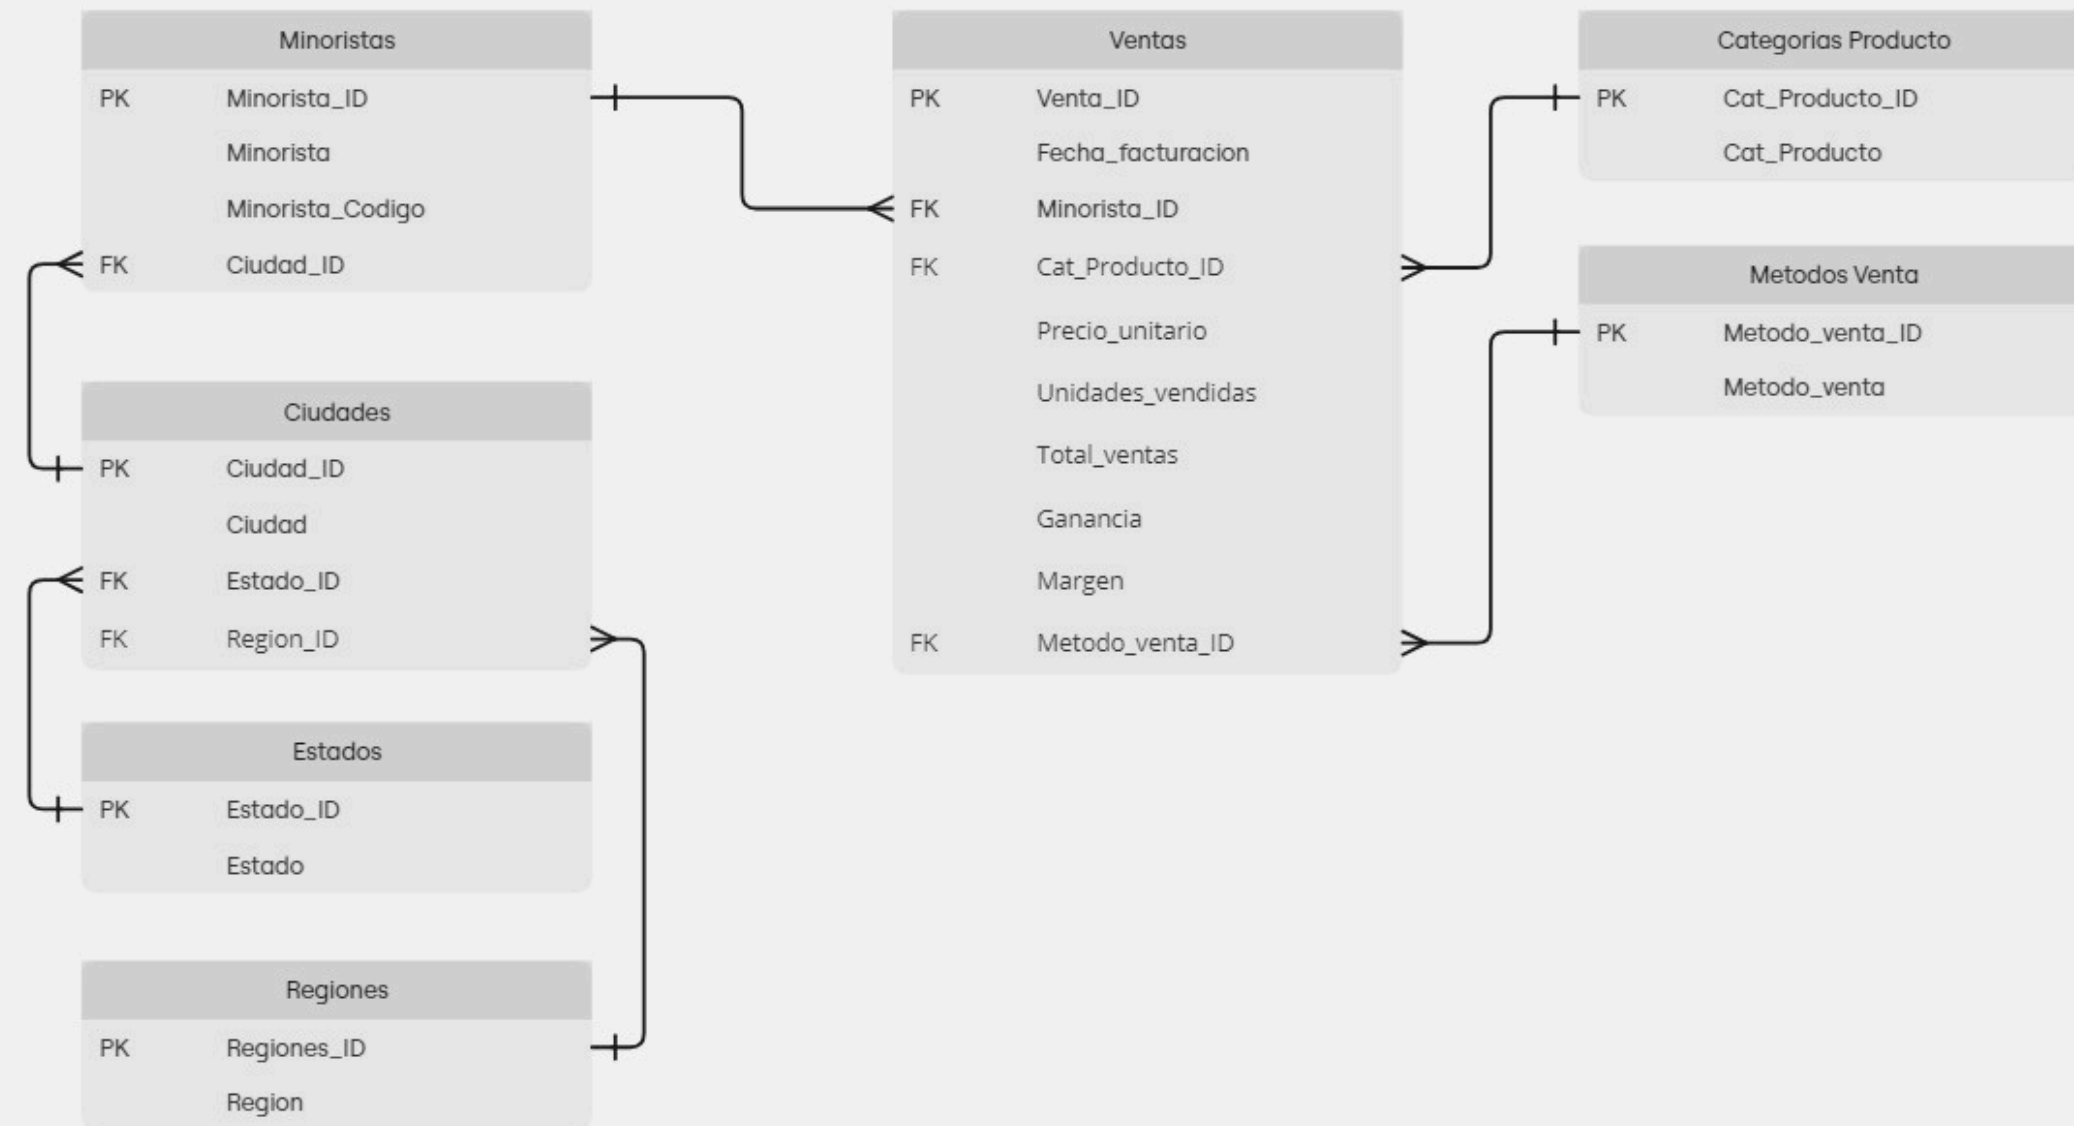 Minoristas
PK Minorista_ID
Minorista
Minorista_Codigo
FK Ciudad_ID
Ciudades
PK Ciudad_ID
Ciudad
FK Estado_ID
FK Region_ID
Estados
PK Estado_ID
Estado
Regiones
PK Regiones_ID
Region
Ventas
PK Venta_ID
Fecha_facturacion
FK Minorista_ID
FK Cat_Producto_ID
Precio_unitario
Unidades_vendidas
Total_ventas
Ganancia
Margen
FK Metodo_venta_ID
Categorias Producto
PK Cat_Producto_ID
Cat_Producto
Metodos Venta
PK Metodo_venta_ID
Metodo_venta